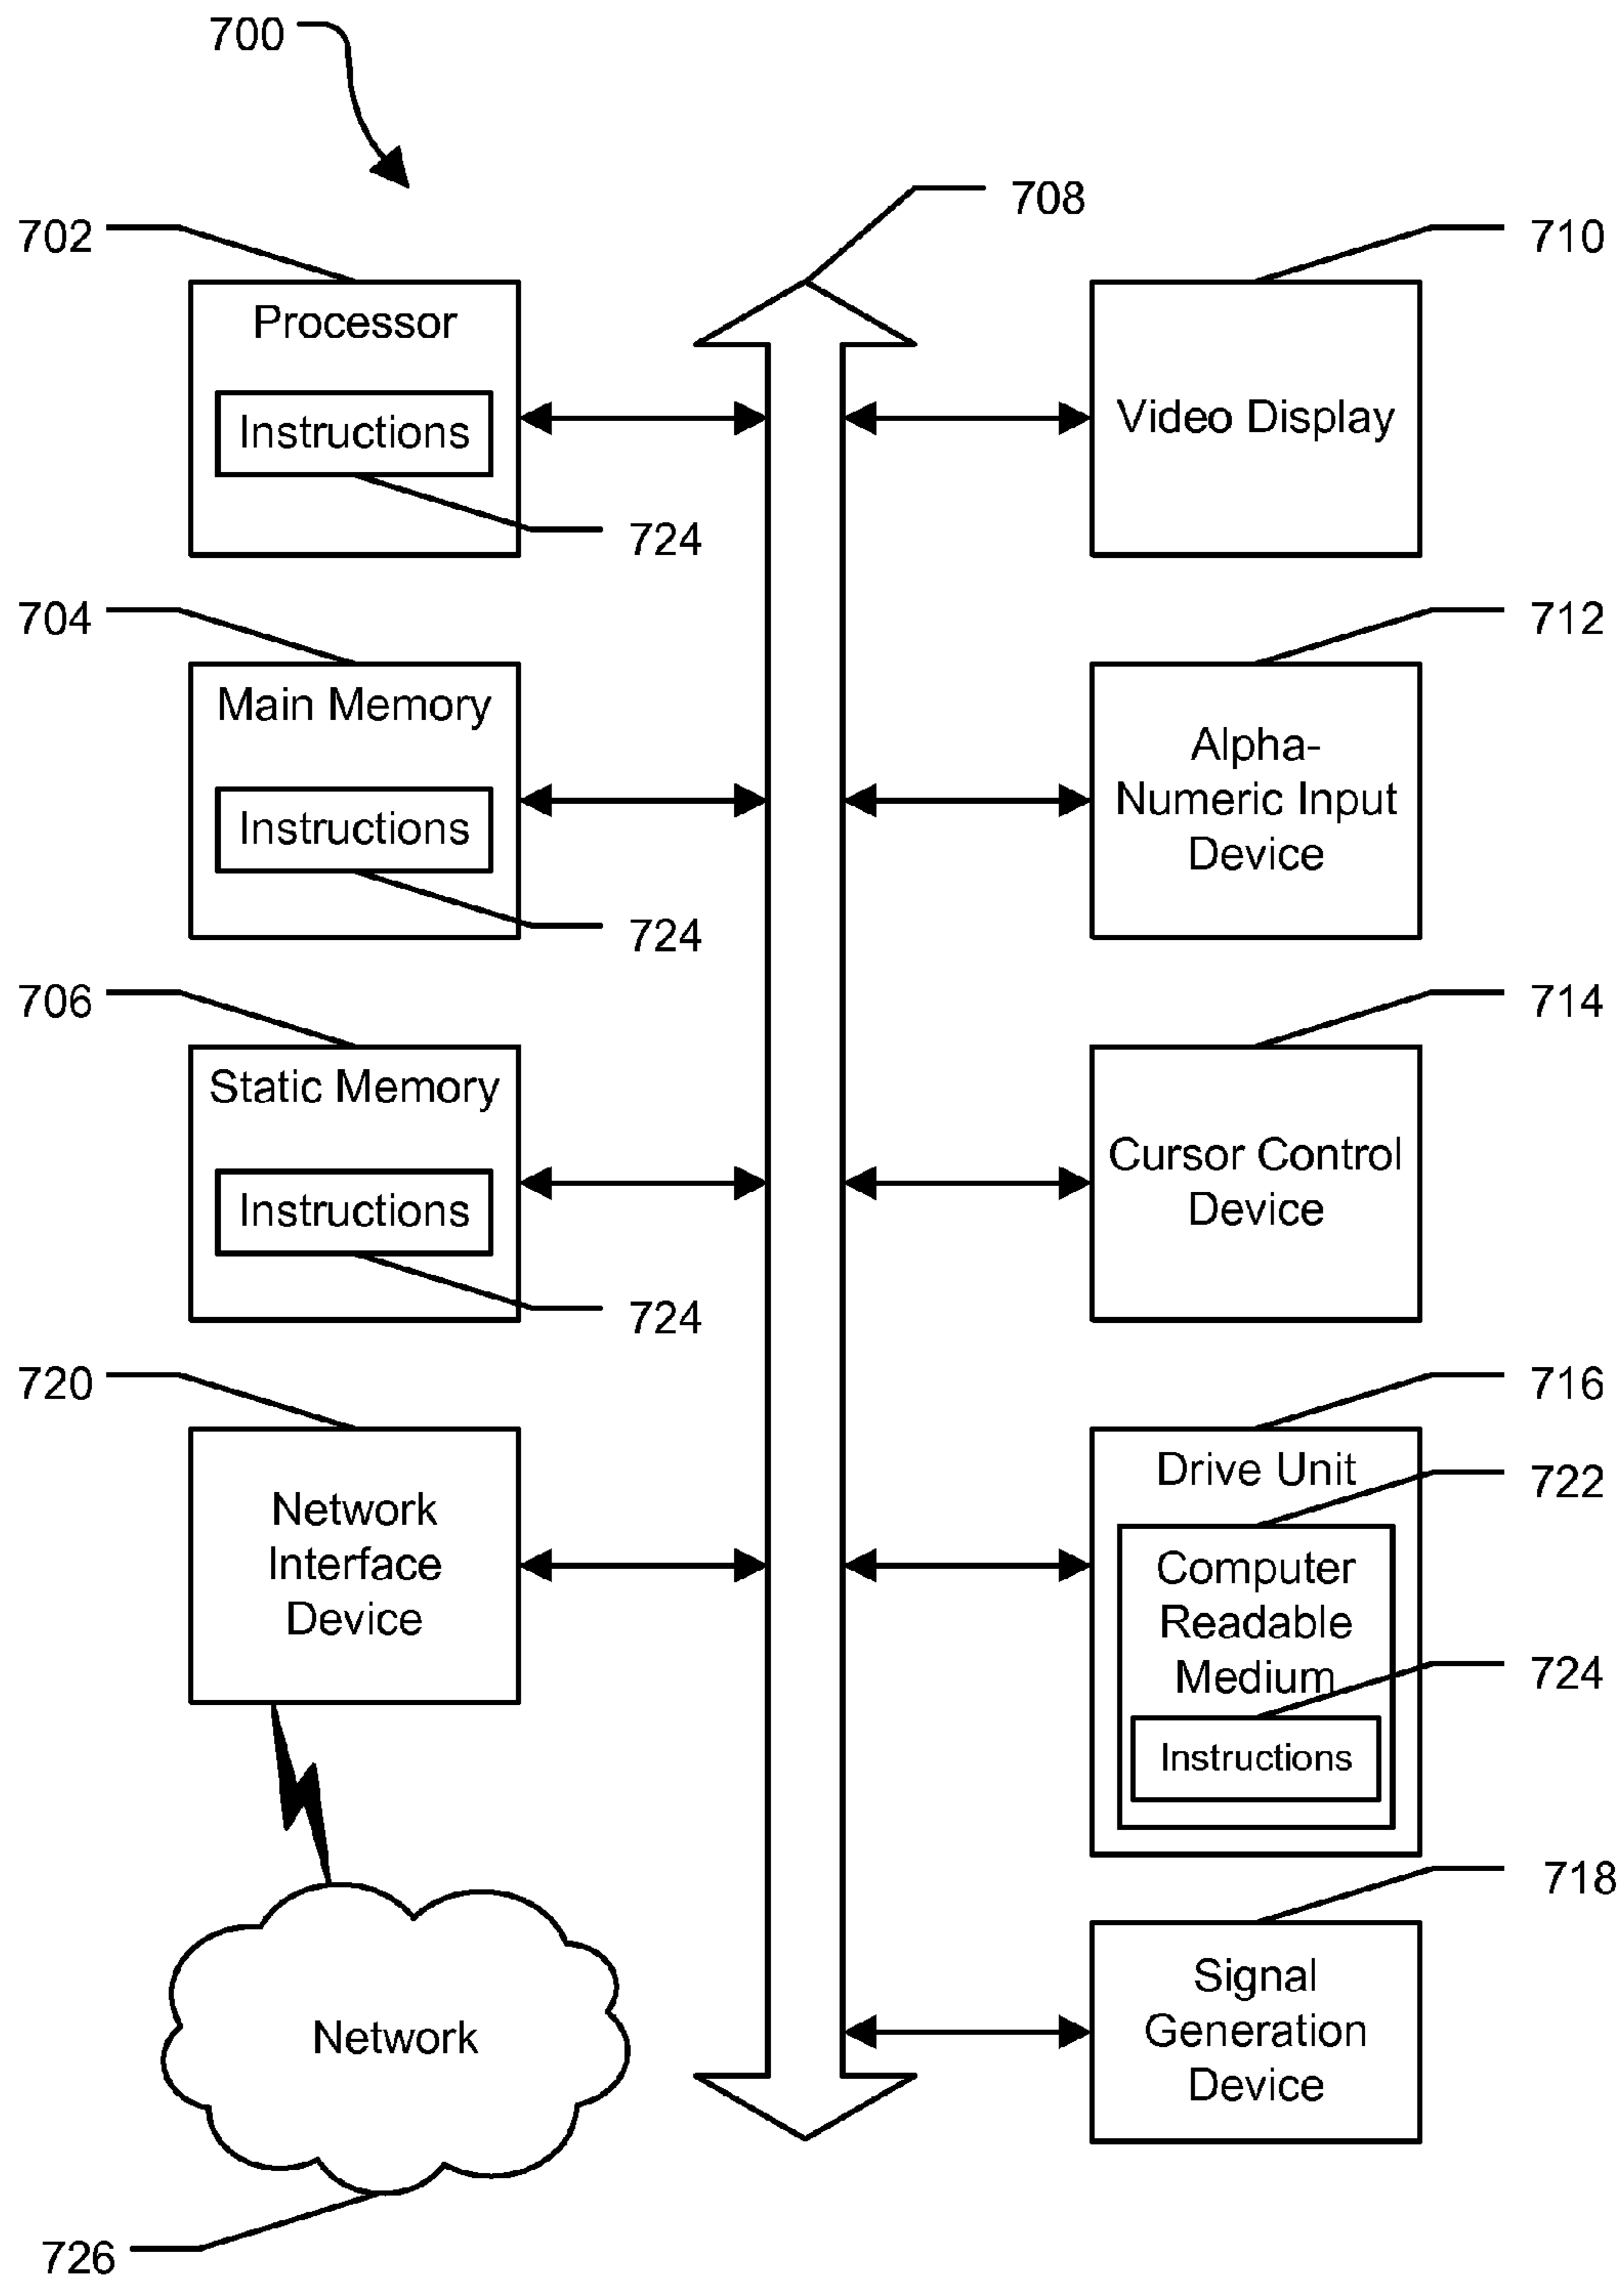 700
708
702
Processor
Instructions
724
710
Video Display
704
Main Memory
Instructions
724
712
Alpha-
Numeric Input
Device
706
Static Memory
Instructions
724
714
Cursor Control
Device
720
Network
Interface
Device
716
Drive Unit
722
Computer
Readable
Medium
724
Instructions
Network
726
718
Signal
Generation
Device